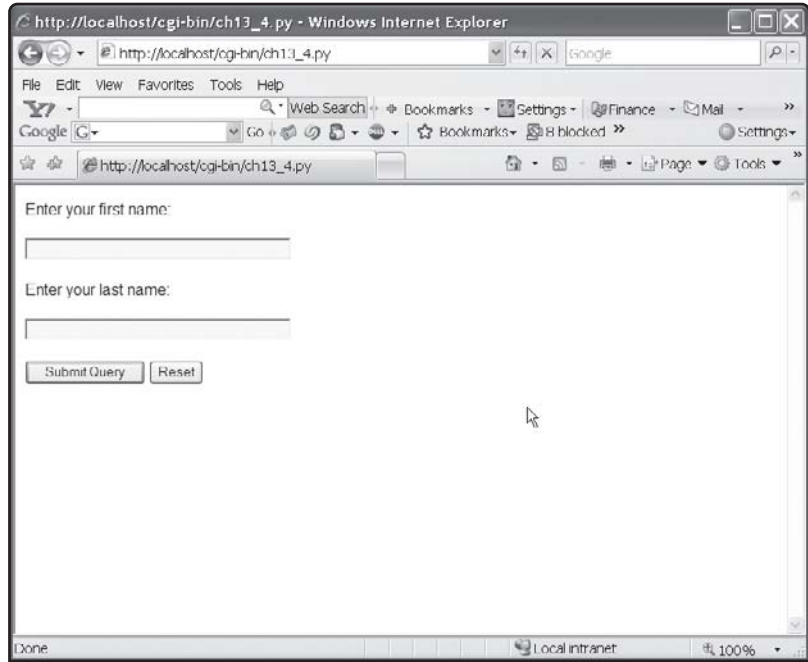 http://localhost/cgi-bin/ch13_4.py - Windows Internet Explorer
http://localhost/cgi-bin/ch13_4.py Google
File Edit View Favorites Tools Help
Y7 - Web Search Bookmarks Settings Finance Mail »
Google G Go Bookmarks 8 blocked » Settings
http://localhost/cgi-bin/ch13_4.py Page Tools »
Enter your first name:
Enter your last name:
Submit Query Reset
Done Local intranet 100%